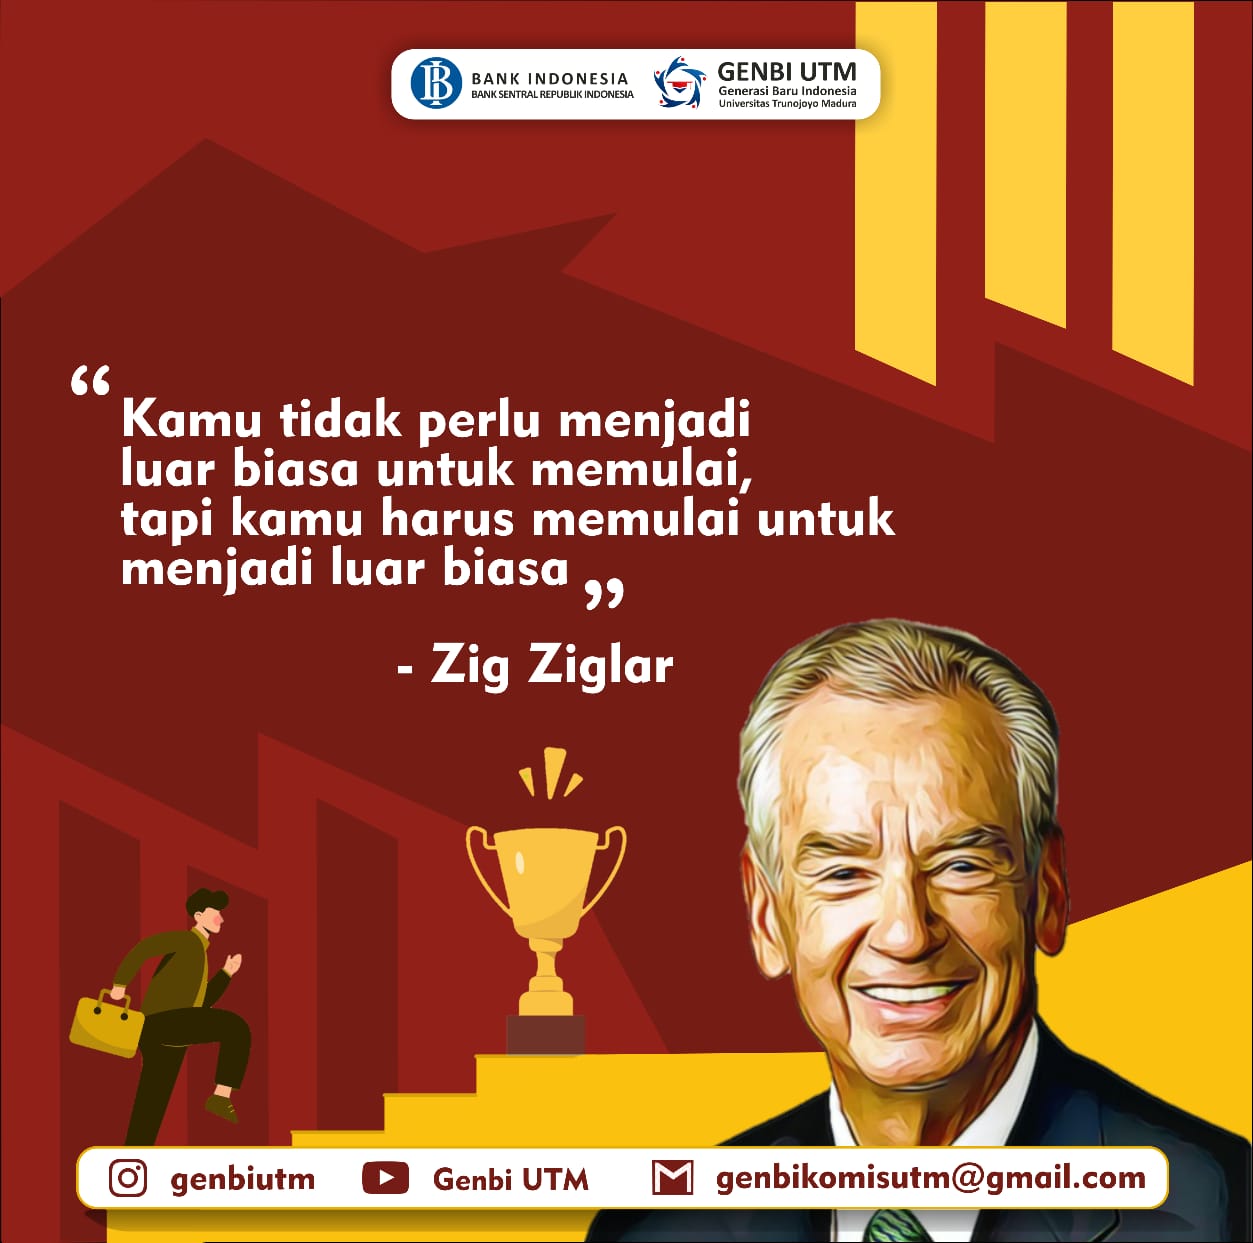 BANK INDONESIA
BANK SENTRAL REPUBLIK INDONESIA
GENBI UTM
Generasi Baru Indonesia
Universitas Trunojoyo Madura
“Kamu tidak perlu menjadi
luar biasa untuk memulai,
tapi kamu harus memulai untuk
menjadi luar biasa”
- Zig Ziglar
genbiutm
Genbi UTM
genbikomisutm@gmail.com